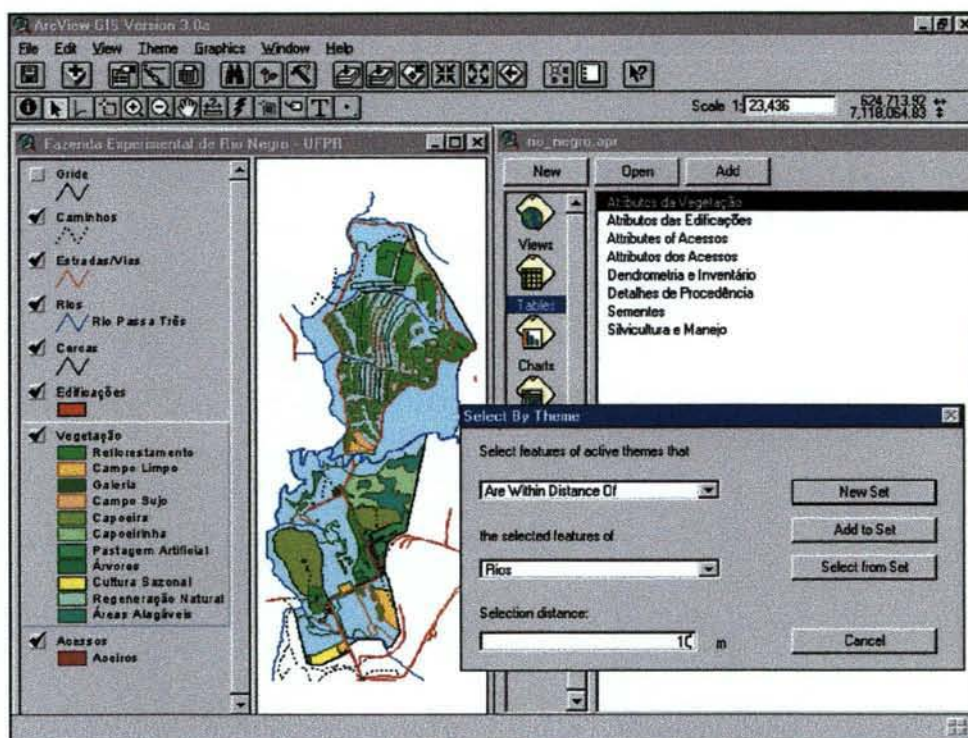 ArcView GIS Version 3.0a
File Edit View Theme Graphics Window Help
Scale 1: 23,436
624,713.92
7,118,064.83
Fazenda Experimental de Rio Negro - UFPR
Gride
Caminhos
Estradas/Vias
Rios
Rio Passa Três
Cercas
Edificações
Vegetação
Reflorestamento
Campo Limpo
Galeria
Campo Sujo
Capoeira
Capoeirinha
Pastagem Artificial
Árvores
Cultura Sazonal
Regeneração Natural
Áreas Alagáveis
Acessos
Aceiros
rio_negro.apr
New Open Add
Views
Tables
Charts
Atributos da Vegetação
Atributos das Edificações
Attributes of Acessos
Atributos dos Acessos
Dendrometria e Inventário
Detalhes de Procedência
Sementes
Silvicultura e Manejo
Select By Theme
Select features of active themes that
Are Within Distance Of
the selected features of
Rios
Selection distance:
10 m
New Set
Add to Set
Select from Set
Cancel